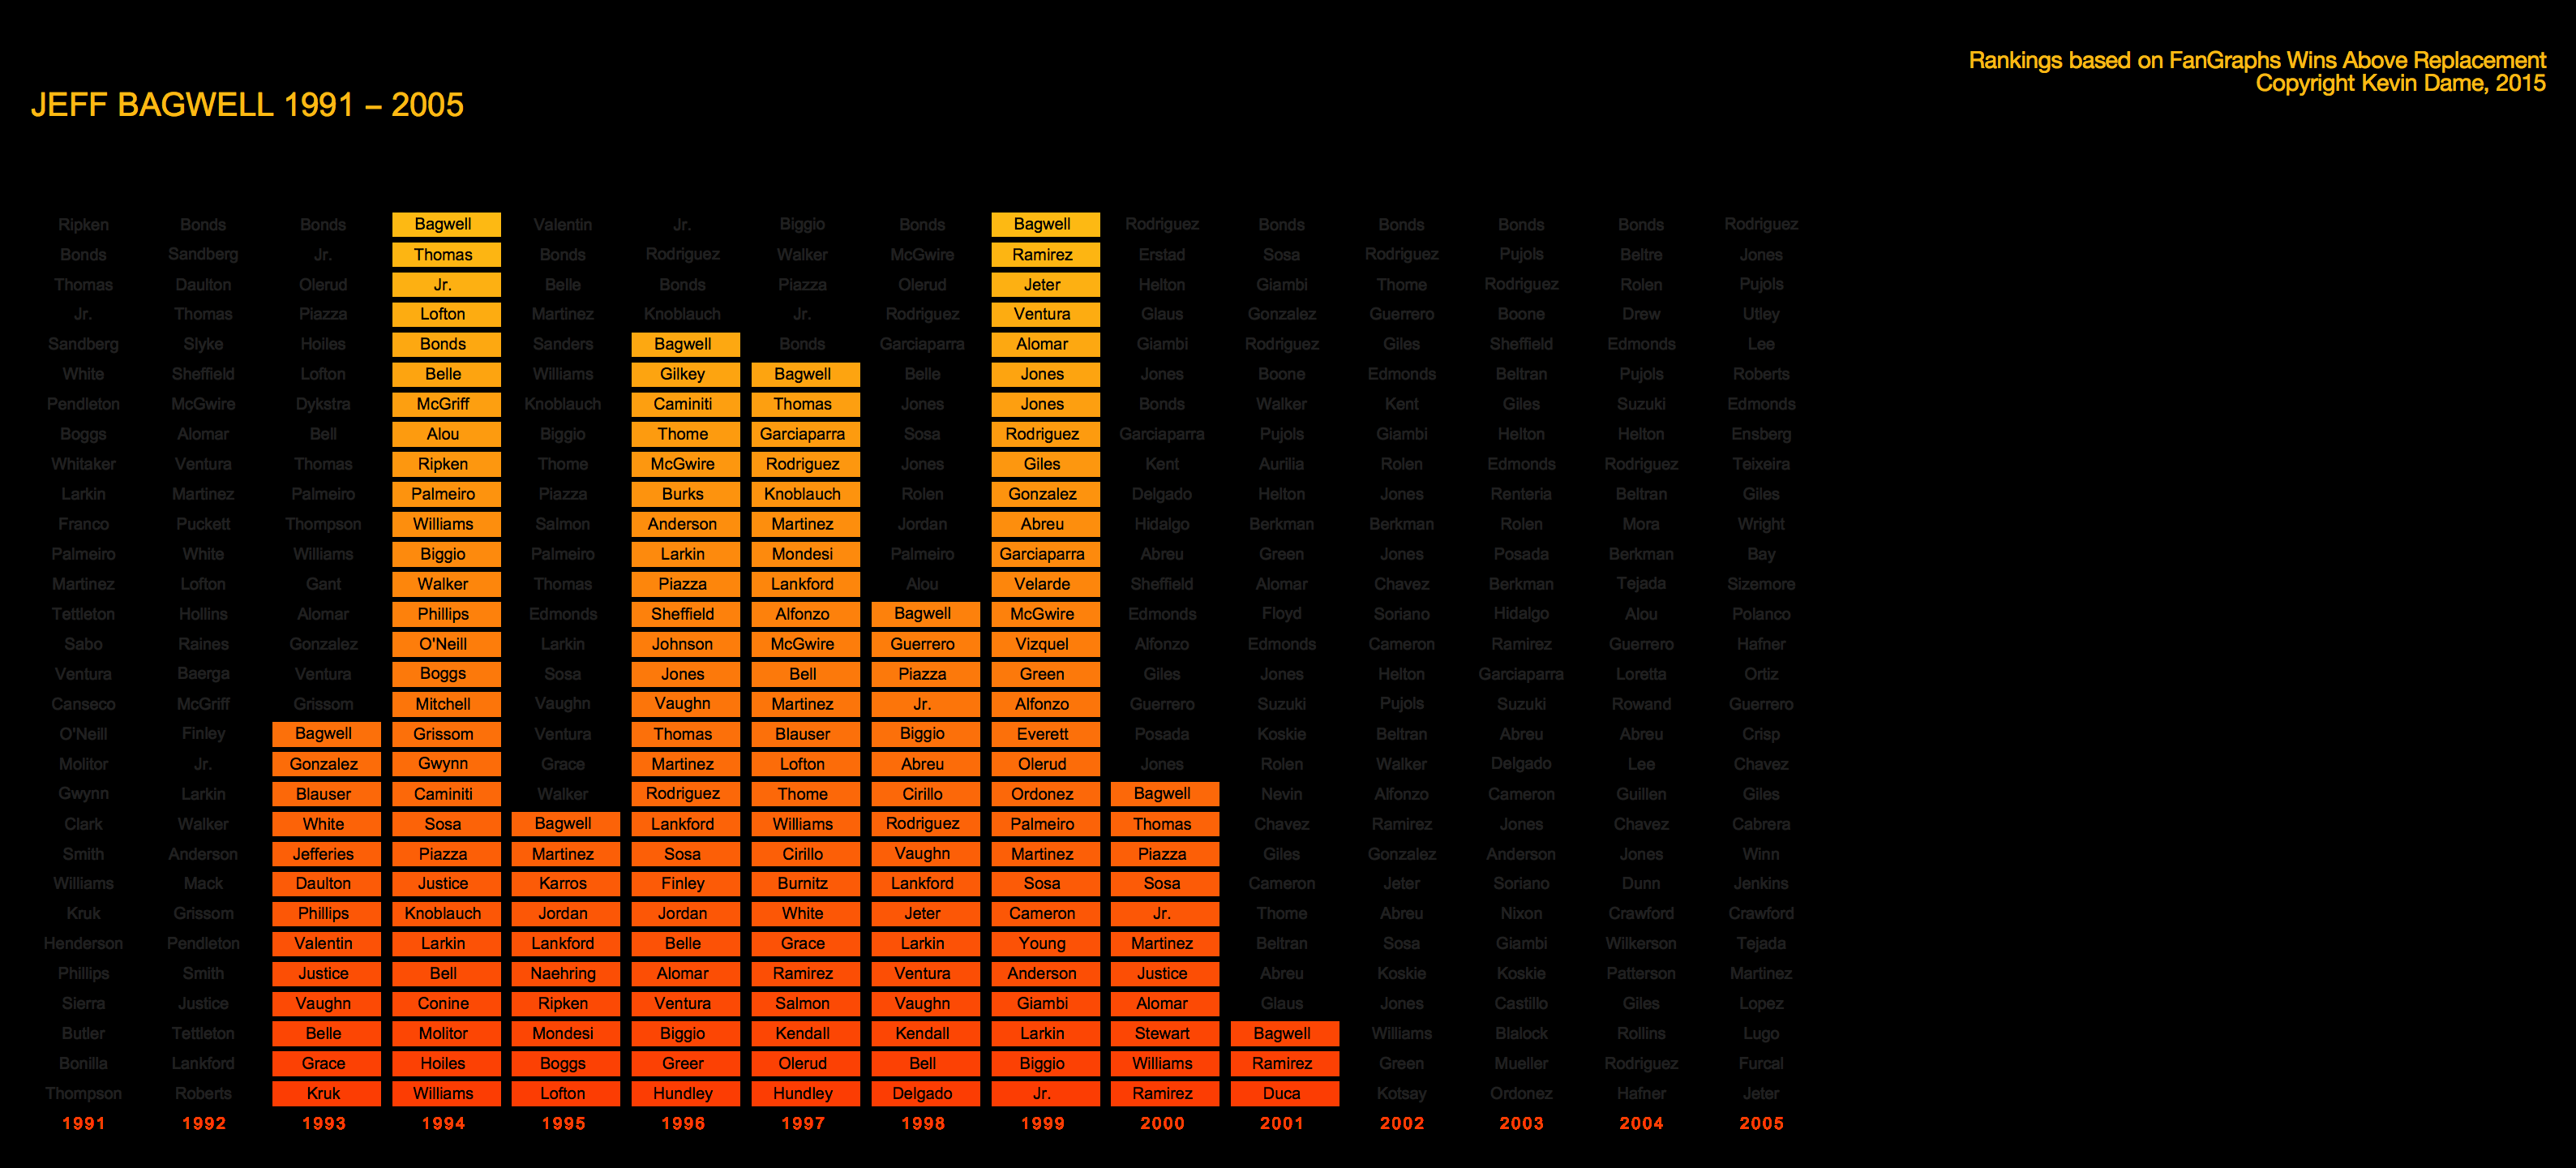 Rankings based on FanGraphs Wins Above Replacement
Copyright Kevin Dame, 2015
JEFF BAGWELL 1991 – 2005
Ripken Bonds Bonds Bagwell Valentin Jr. Biggio Bonds Bagwell Rodriguez Bonds Bonds Bonds Bonds Rodriguez
Bonds Sandberg Jr. Thomas Bonds Rodriguez Walker McGwire Ramirez Erstad Sosa Rodriguez Pujols Beltre Jones
Thomas Daulton Olerud Jr. Belle Bonds Piazza Olerud Jeter Helton Giambi Thome Rodriguez Rolen Pujols
Jr. Thomas Piazza Lofton Martinez Knoblauch Jr. Rodriguez Ventura Glaus Gonzalez Guerrero Boone Drew Utley
Sandberg Slyke Hoiles Bonds Sanders Bagwell Bonds Garciaparra Alomar Giambi Rodriguez Giles Sheffield Edmonds Lee
White Sheffield Lofton Belle Williams Gilkey Bagwell Belle Jones Jones Boone Edmonds Beltran Pujols Roberts
Pendleton McGwire Dykstra McGriff Knoblauch Caminiti Thomas Jones Jones Bonds Walker Kent Giles Suzuki Edmonds
Boggs Alomar Bell Alou Biggio Thome Garciaparra Sosa Rodriguez Garciaparra Pujols Giambi Helton Helton Ensberg
Whitaker Ventura Thomas Ripken Thome McGwire Rodriguez Jones Giles Kent Aurilia Rolen Edmonds Rodriguez Teixeira
Larkin Martinez Palmeiro Palmeiro Piazza Burks Knoblauch Rolen Gonzalez Delgado Helton Jones Renteria Beltran Giles
Franco Puckett Thompson Williams Salmon Anderson Martinez Jordan Abreu Hidalgo Berkman Berkman Rolen Mora Wright
Palmeiro White Williams Biggio Palmeiro Larkin Mondesi Palmeiro Garciaparra Abreu Green Jones Posada Berkman Bay
Martinez Lofton Gant Walker Thomas Piazza Lankford Alou Velarde Sheffield Alomar Chavez Berkman Tejada Sizemore
Tettleton Hollins Alomar Phillips Edmonds Sheffield Alfonzo Bagwell McGwire Edmonds Floyd Soriano Hidalgo Alou Polanco
Sabo Raines Gonzalez O'Neill Larkin Johnson McGwire Guerrero Vizquel Alfonzo Edmonds Cameron Ramirez Guerrero Hafner
Ventura Baerga Ventura Boggs Sosa Jones Bell Piazza Green Giles Jones Helton Garciaparra Loretta Ortiz
Canseco McGriff Grissom Mitchell Vaughn Vaughn Martinez Jr. Alfonzo Guerrero Suzuki Pujols Suzuki Rowand Guerrero
O'Neill Finley Bagwell Grissom Ventura Thomas Blauser Biggio Everett Posada Koskie Beltran Abreu Abreu Crisp
Molitor Jr. Gonzalez Gwynn Grace Martinez Lofton Abreu Olerud Jones Rolen Walker Delgado Lee Chavez
Gwynn Larkin Blauser Caminiti Walker Rodriguez Thome Cirillo Ordonez Bagwell Nevin Alfonzo Cameron Guillen Giles
Clark Walker White Sosa Bagwell Lankford Williams Rodriguez Palmeiro Thomas Chavez Ramirez Jones Chavez Cabrera
Smith Anderson Jefferies Piazza Martinez Sosa Cirillo Vaughn Martinez Piazza Giles Gonzalez Anderson Jones Winn
Williams Mack Daulton Justice Karros Finley Burnitz Lankford Sosa Sosa Cameron Jeter Soriano Dunn Jenkins
Kruk Grissom Phillips Knoblauch Jordan Jordan White Jeter Cameron Jr. Thome Abreu Nixon Crawford Crawford
Henderson Pendleton Valentin Larkin Lankford Belle Grace Larkin Young Martinez Beltran Sosa Giambi Wilkerson Tejada
Phillips Smith Justice Bell Naehring Alomar Ramirez Ventura Anderson Justice Abreu Koskie Koskie Patterson Martinez
Sierra Justice Vaughn Conine Ripken Ventura Salmon Vaughn Giambi Alomar Glaus Jones Castillo Giles Lopez
Butler Tettleton Belle Molitor Mondesi Biggio Kendall Kendall Larkin Stewart Bagwell Williams Blalock Rollins Lugo
Bonilla Lankford Grace Hoiles Boggs Greer Olerud Bell Biggio Williams Ramirez Green Mueller Rodriguez Furcal
Thompson Roberts Kruk Williams Lofton Hundley Hundley Delgado Jr. Ramirez Duca Kotsay Ordonez Hafner Jeter
1991 1992 1993 1994 1995 1996 1997 1998 1999 2000 2001 2002 2003 2004 2005